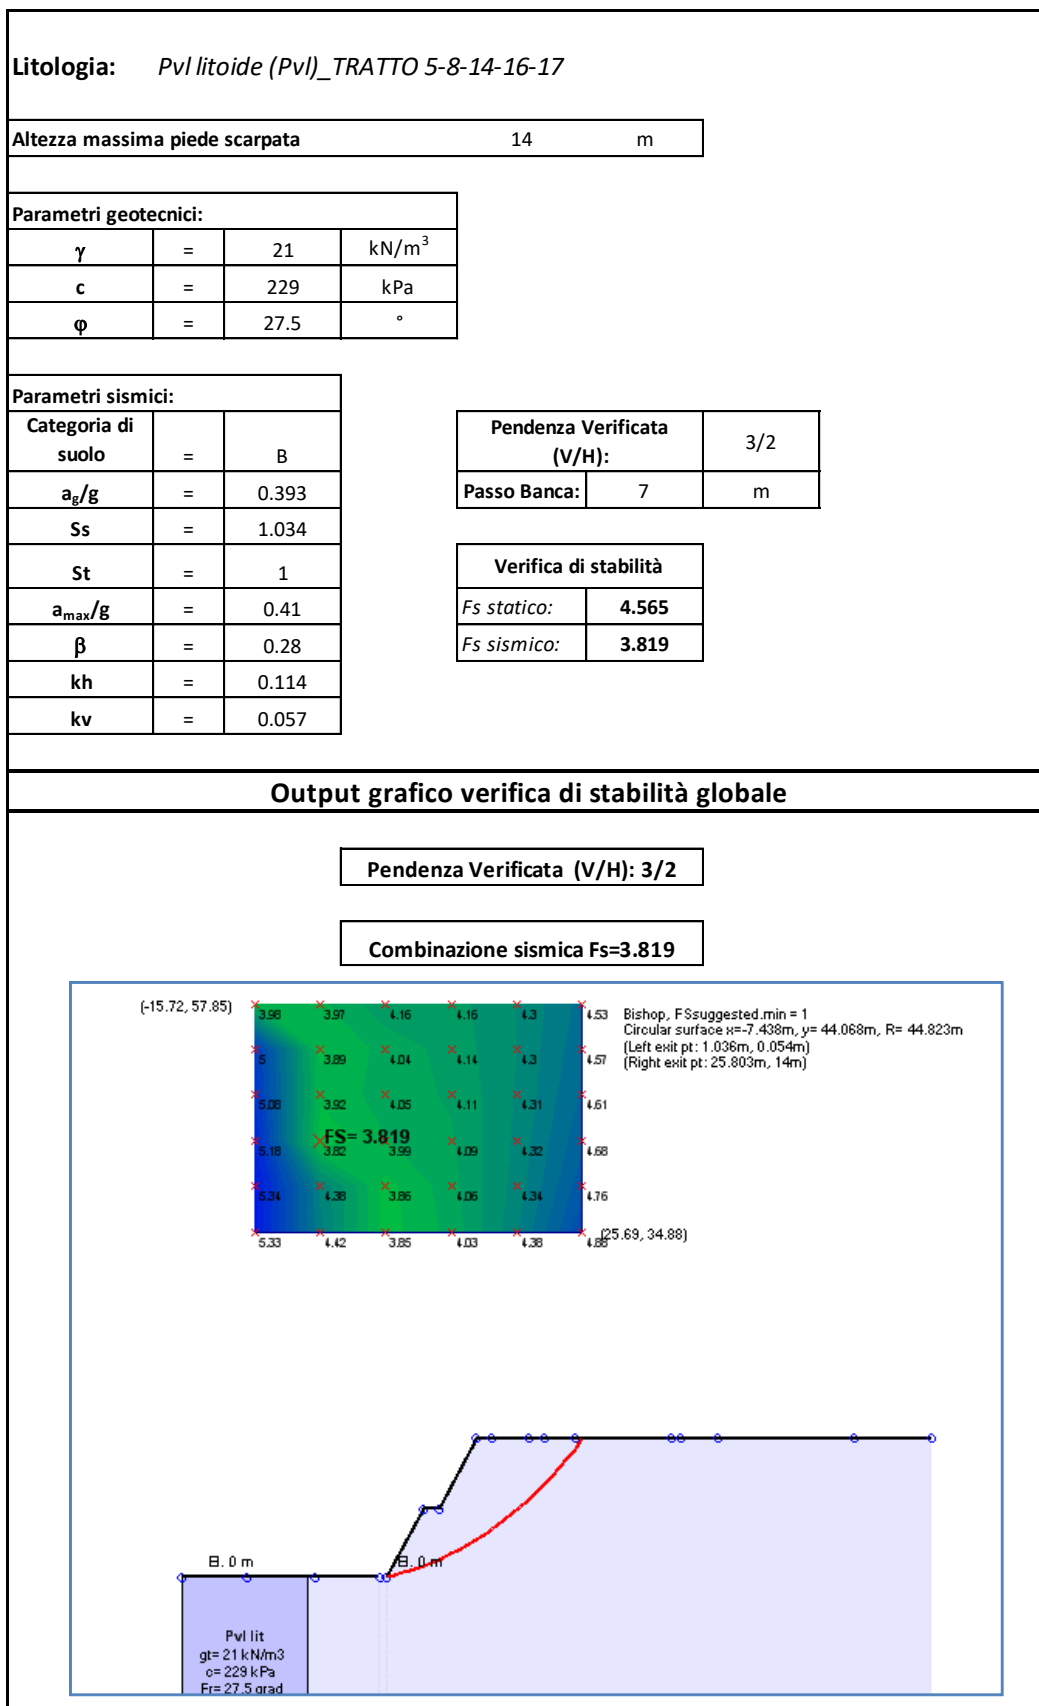 Litologia: Pvl litoide (Pvl)_TRATTO 5-8-14-16-17
Altezza massima piede scarpata 14 m
Parametri geotecnici:
γ = 21 kN/m³
c = 229 kPa
φ = 27.5 °
Parametri sismici:
Categoria di suolo = B
ag/g = 0.393
Ss = 1.034
St = 1
amax/g = 0.41
β = 0.28
kh = 0.114
kv = 0.057
Pendenza Verificata (V/H): 3/2
Passo Banca: 7 m
Verifica di stabilità
Fs statico: 4.565
Fs sismico: 3.819
Output grafico verifica di stabilità globale
Pendenza Verificata (V/H): 3/2
Combinazione sismica Fs=3.819
(-15.72, 57.85)
3.98 3.97 4.16 4.16 4.3 4.53
5 3.89 4.04 4.14 4.3 4.57
5.08 3.92 4.05 4.11 4.31 4.61
FS= 3.819
5.18 3.82 3.99 4.09 4.32 4.68
5.34 4.38 3.86 4.06 4.34 4.76
5.33 4.42 3.85 4.03 4.38 4.88
(25.69, 34.88)
Bishop, FSsuggested.min = 1
Circular surface x=-7.438m, y= 44.068m, R= 44.823m
(Left exit pt: 1.036m, 0.054m)
(Right exit pt: 25.803m, 14m)
El. 0 m
El. 0 m
Pvl lit
gt= 21 kN/m3
c= 229 kPa
Fr= 27.5 grad